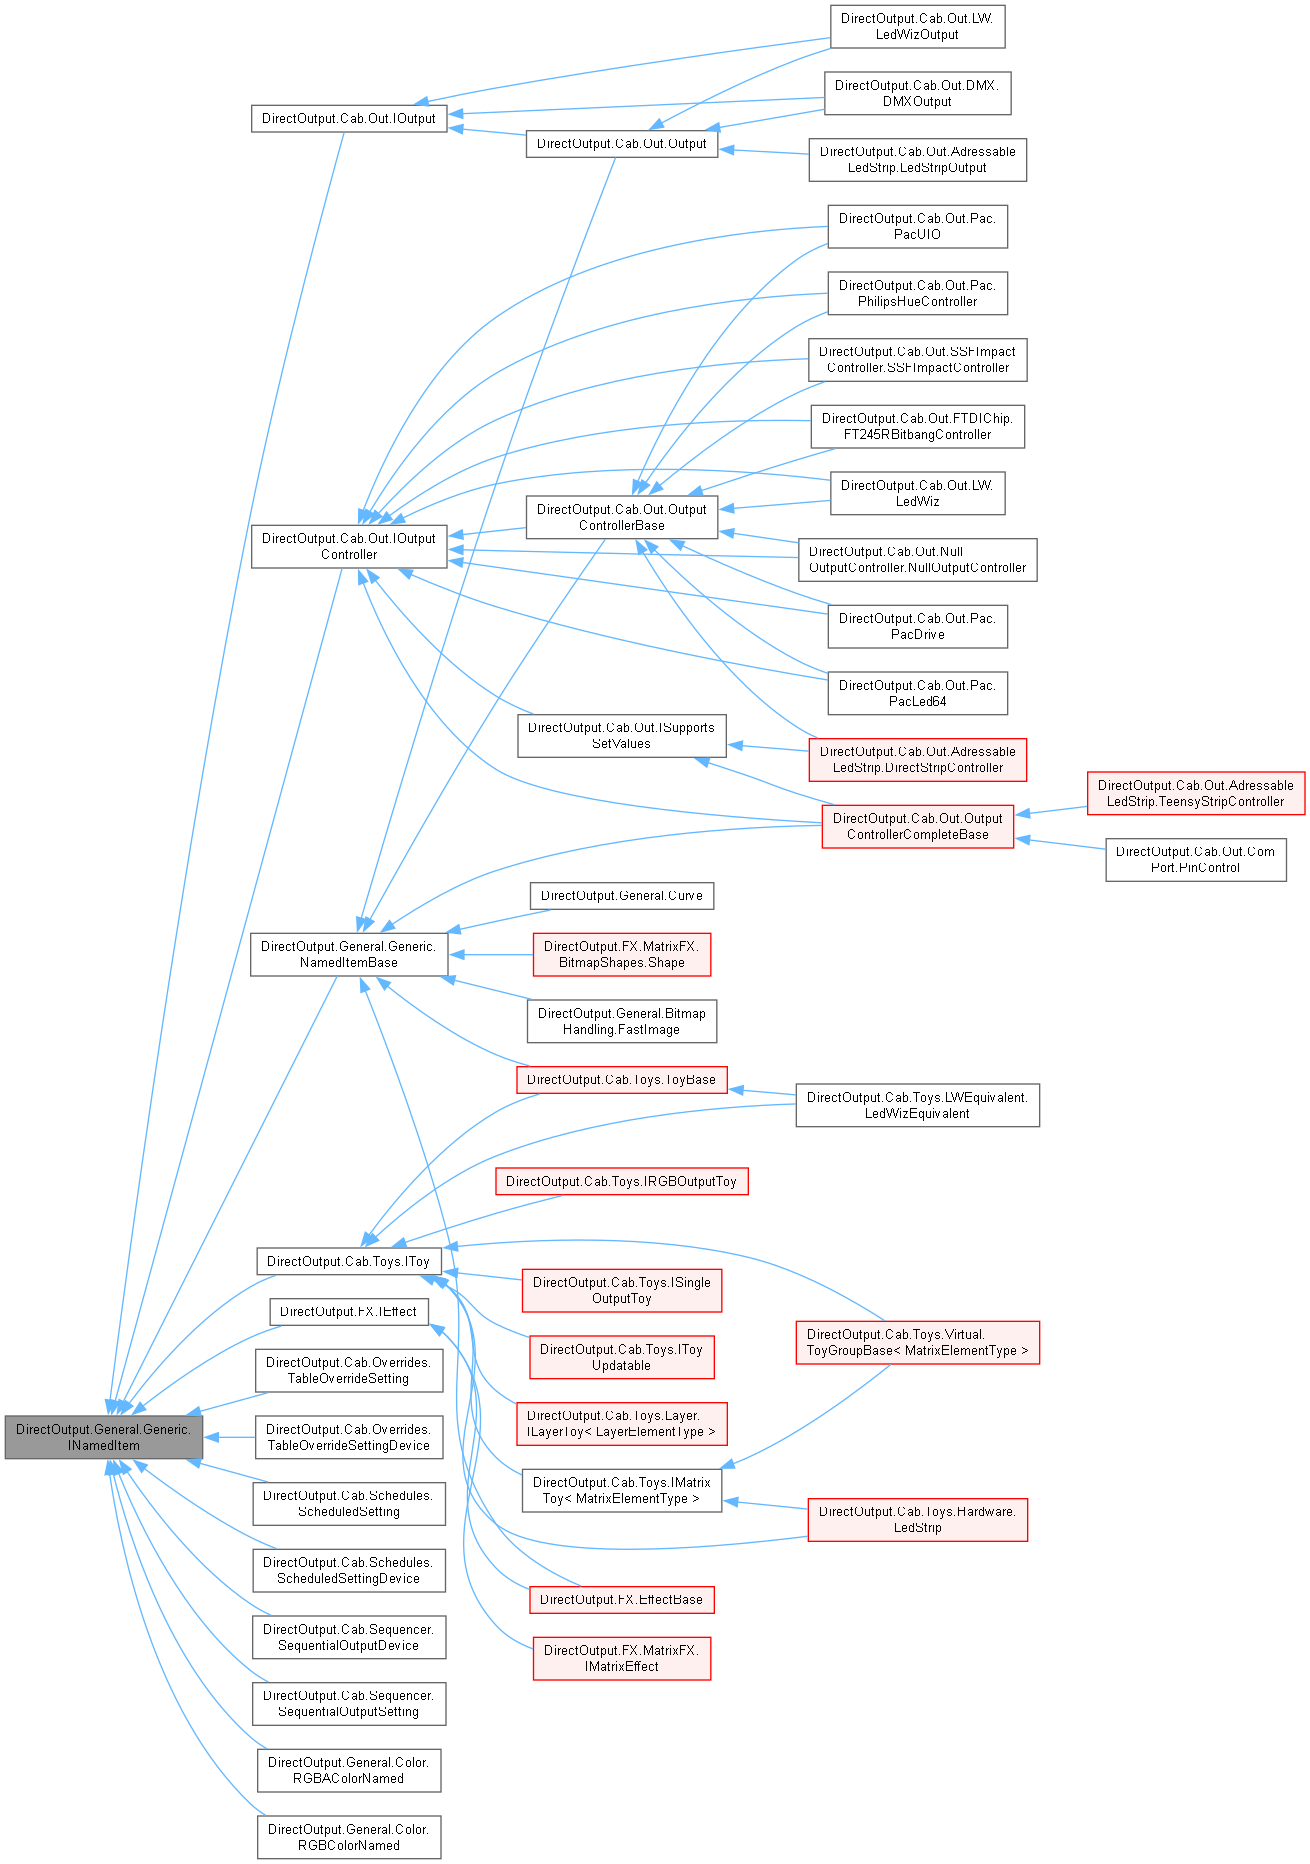 DirectOutput.Cab.Out.LW.
LedWizOutput
DirectOutput.Cab.Out.DMX.
DMXOutput
DirectOutput.Cab.Out.IOutput
DirectOutput.Cab.Out.Output
DirectOutput.Cab.Out.Adressable
LedStrip.LedStripOutput
DirectOutput.Cab.Out.Pac.
PacUIO
DirectOutput.Cab.Out.Pac.
PhilipsHueController
DirectOutput.Cab.Out.SSFImpact
Controller.SSFImpactController
DirectOutput.Cab.Out.FTDIChip.
FT245RBitbangController
DirectOutput.Cab.Out.LW.
LedWiz
DirectOutput.Cab.Out.Output
ControllerBase
DirectOutput.Cab.Out.IOutput
Controller
DirectOutput.Cab.Out.Null
OutputController.NullOutputController
DirectOutput.Cab.Out.Pac.
PacDrive
DirectOutput.Cab.Out.Pac.
PacLed64
DirectOutput.Cab.Out.ISupports
SetValues
DirectOutput.Cab.Out.Adressable
LedStrip.DirectStripController
DirectOutput.Cab.Out.Adressable
LedStrip.TeensyStripController
DirectOutput.Cab.Out.Output
ControllerCompleteBase
DirectOutput.Cab.Out.Com
Port.PinControl
DirectOutput.General.Curve
DirectOutput.General.Generic.
NamedItemBase
DirectOutput.FX.MatrixFX.
BitmapShapes.Shape
DirectOutput.General.Bitmap
Handling.FastImage
DirectOutput.Cab.Toys.ToyBase
DirectOutput.Cab.Toys.LWEquivalent.
LedWizEquivalent
DirectOutput.Cab.Toys.IRGBOutputToy
DirectOutput.Cab.Toys.IToy
DirectOutput.Cab.Toys.ISingle
OutputToy
DirectOutput.FX.IEffect
DirectOutput.Cab.Toys.Virtual.
ToyGroupBase< MatrixElementType >
DirectOutput.Cab.Toys.IToy
Updatable
DirectOutput.Cab.Overrides.
TableOverrideSetting
DirectOutput.Cab.Toys.Layer.
ILayerToy< LayerElementType >
DirectOutput.General.Generic.
INamedItem
DirectOutput.Cab.Overrides.
TableOverrideSettingDevice
DirectOutput.Cab.Toys.IMatrix
Toy< MatrixElementType >
DirectOutput.Cab.Schedules.
ScheduledSetting
DirectOutput.Cab.Toys.Hardware.
LedStrip
DirectOutput.Cab.Schedules.
ScheduledSettingDevice
DirectOutput.FX.EffectBase
DirectOutput.Cab.Sequencer.
SequentialOutputDevice
DirectOutput.FX.MatrixFX.
IMatrixEffect
DirectOutput.Cab.Sequencer.
SequentialOutputSetting
DirectOutput.General.Color.
RGBAColorNamed
DirectOutput.General.Color.
RGBColorNamed